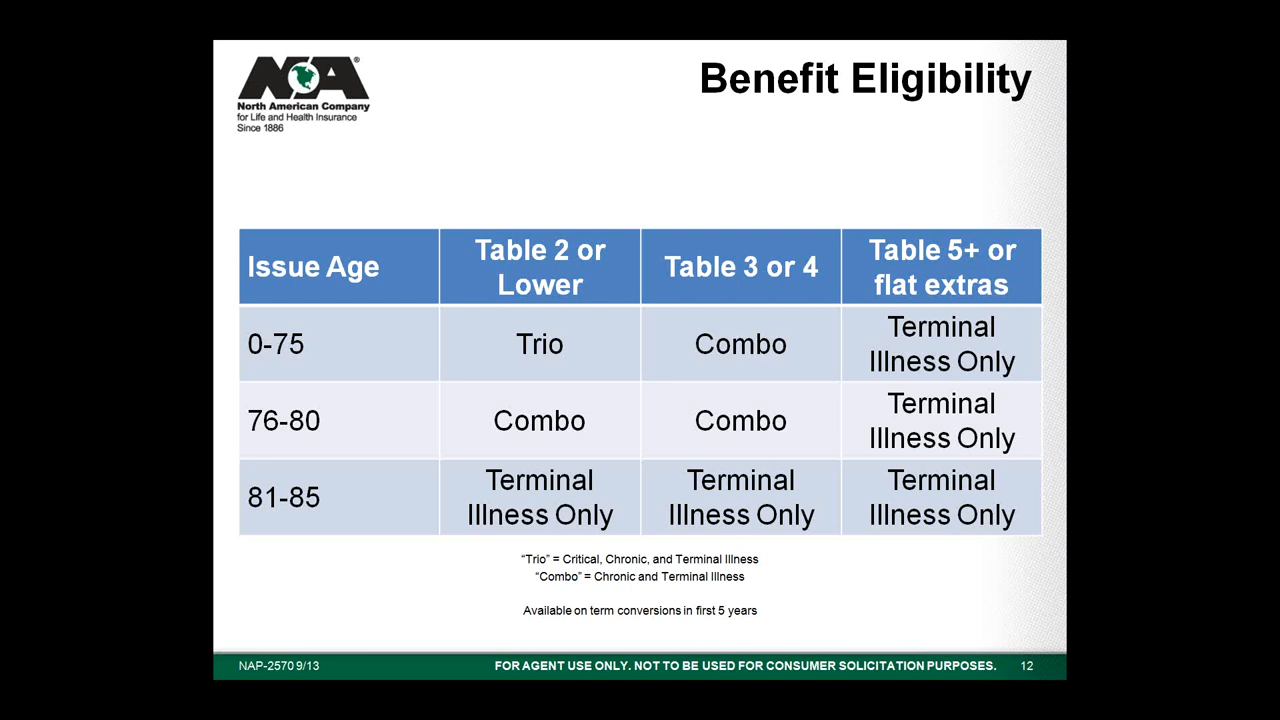 NA®
North American Company
for Life and Health Insurance
Since 1886
Benefit Eligibility
Issue Age
Table 2 or
Lower
Table 3 or 4
Table 5+ or
flat extras
0-75
Trio
Combo
Terminal
Illness Only
76-80
Combo
Combo
Terminal
Illness Only
81-85
Terminal
Illness Only
Terminal
Illness Only
Terminal
Illness Only
“Trio” = Critical, Chronic, and Terminal Illness
“Combo” = Chronic and Terminal Illness
Available on term conversions in first 5 years
NAP-2570 9/13
FOR AGENT USE ONLY. NOT TO BE USED FOR CONSUMER SOLICITATION PURPOSES.
12